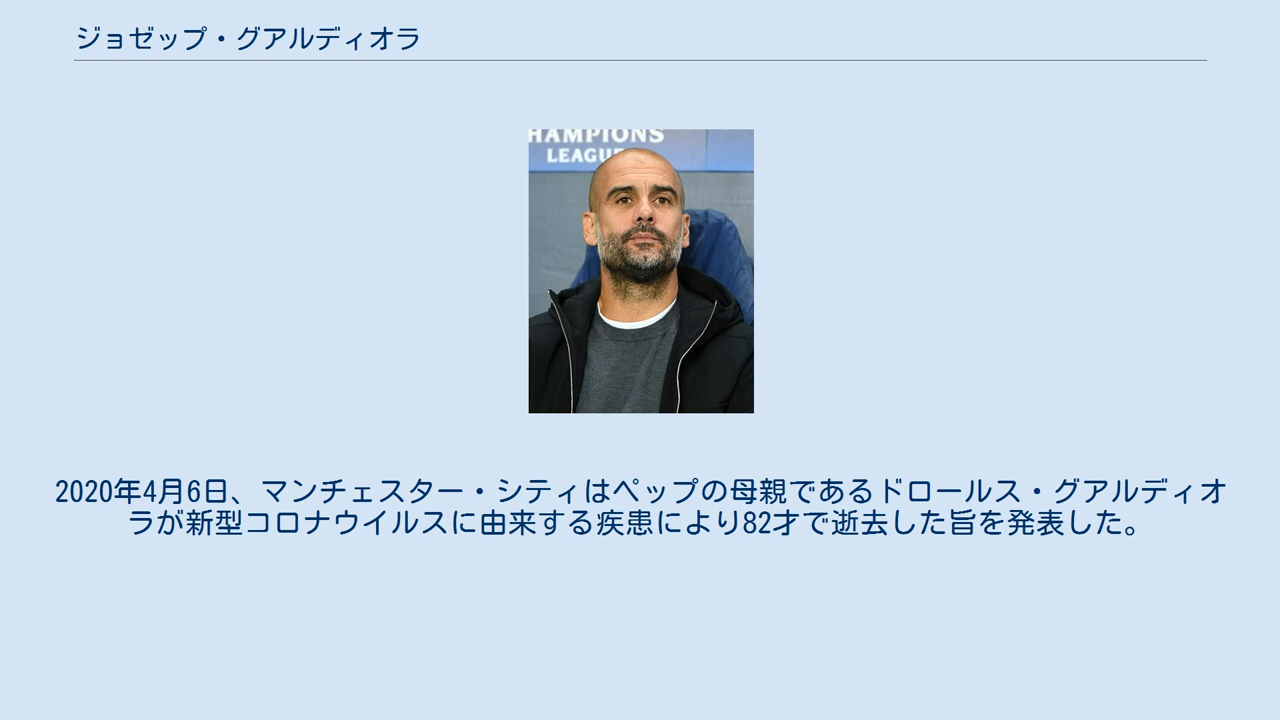 ジョゼップ・グアルディオラ
HAMPIONS
LEAGUE
2020年4月6日、マンチェスター・シティはペップの母親であるドロールス・グアルディオ
ラが新型コロナウイルスに由来する疾患により82才で逝去した旨を発表した。